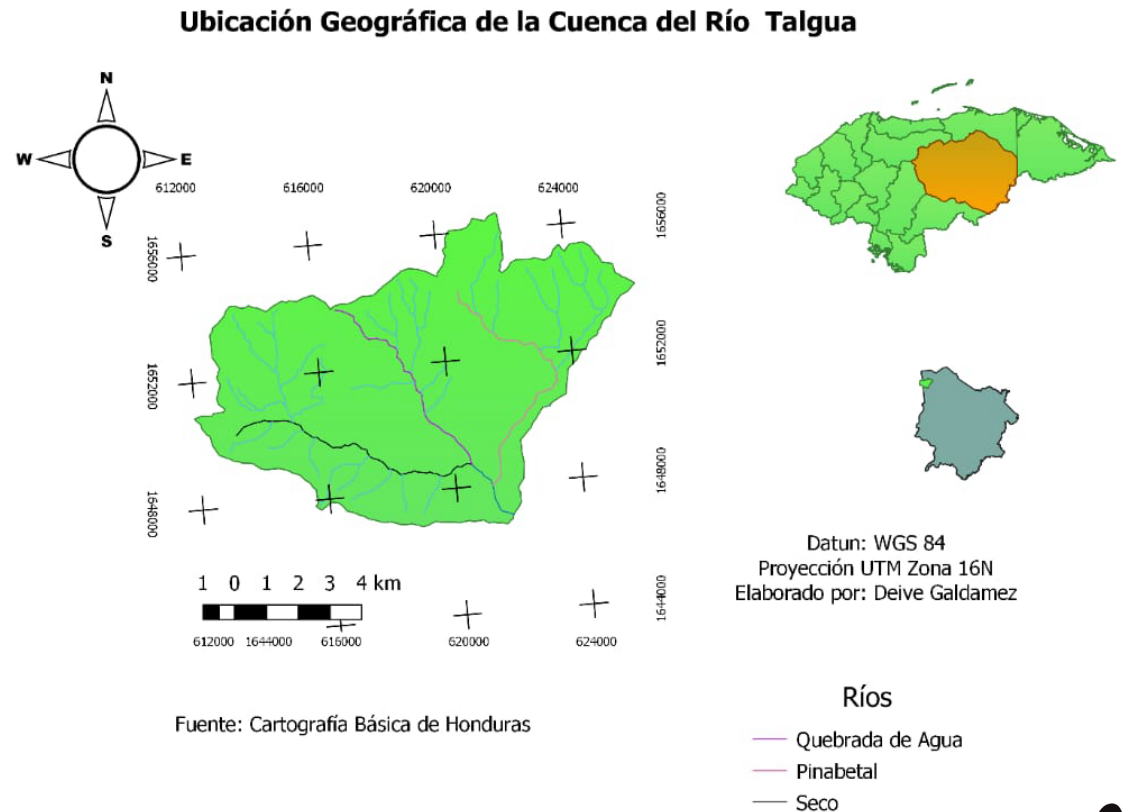 Ubicación Geográfica de la Cuenca del Río Talgua
N
W
E
S
612000
616000
620000
624000
1656000
1656000
1652000
1652000
1648000
1648000
1644000
1 0 1 2 3 4 km
612000 1644000 616000 620000 624000
Datun: WGS 84
Proyección UTM Zona 16N
Elaborado por: Deive Galdamez
Fuente: Cartografía Básica de Honduras
Ríos
Quebrada de Agua
Pinabetal
Seco